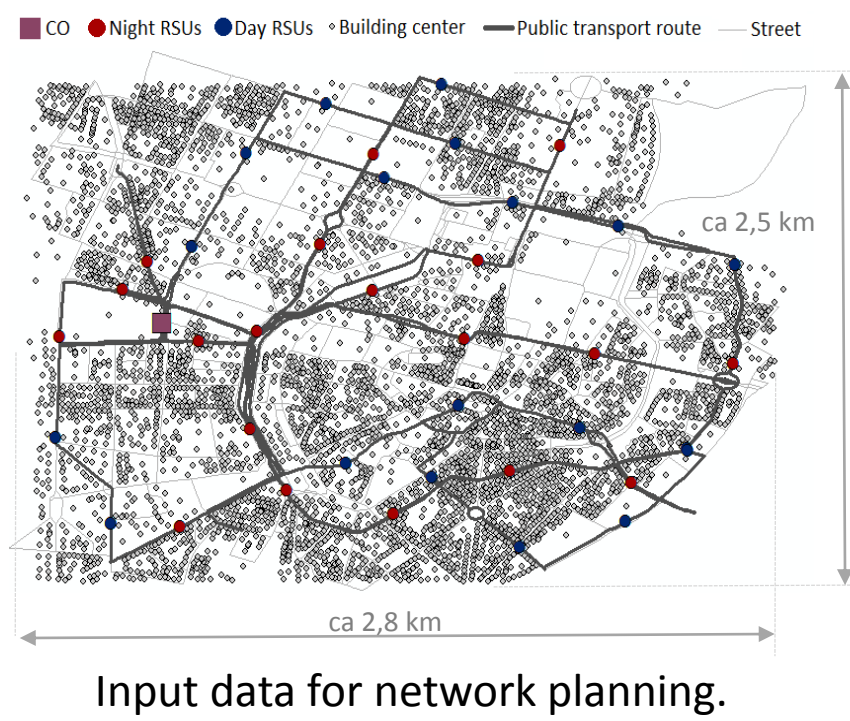 CO Night RSUs Day RSUs Building center Public transport route Street
ca 2,5 km
ca 2,8 km
Input data for network planning.